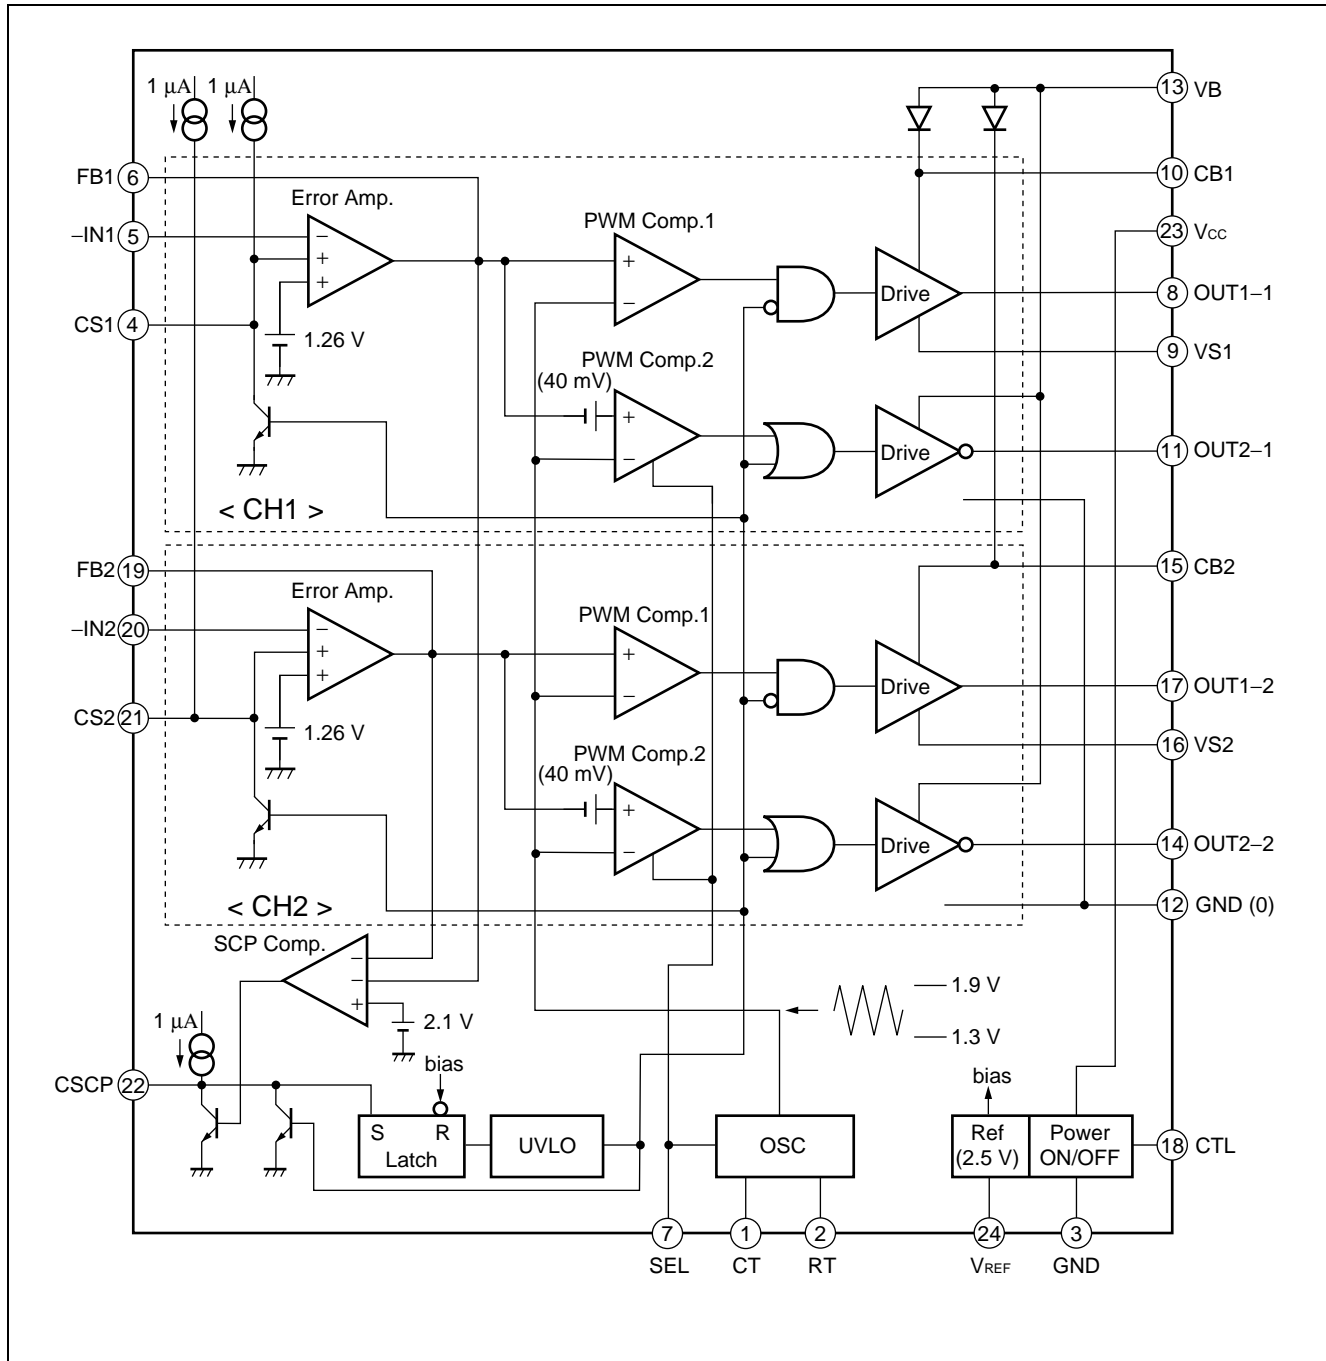 1 μA 1 μA
13 VB
FB1 6
10 CB1
Error Amp.
PWM Comp.1
–IN1 5
23 VCC
− + +
+ −
Drive
8 OUT1–1
CS1 4
1.26 V
9 VS1
PWM Comp.2
(40 mV)
+ −
Drive
11 OUT2–1
< CH1 >
FB2 19
15 CB2
Error Amp.
PWM Comp.1
–IN2 20
− + +
+ −
Drive
17 OUT1–2
CS2 21
1.26 V
16 VS2
PWM Comp.2
(40 mV)
+ −
Drive
14 OUT2–2
< CH2 >
12 GND (0)
SCP Comp.
− − +
1.9 V
2.1 V
1.3 V
1 μA
bias
bias
CSCP 22
S R
Latch
UVLO
OSC
Ref
(2.5 V)
Power
ON/OFF
18 CTL
7 1 2 24 3
SEL CT RT VREF GND